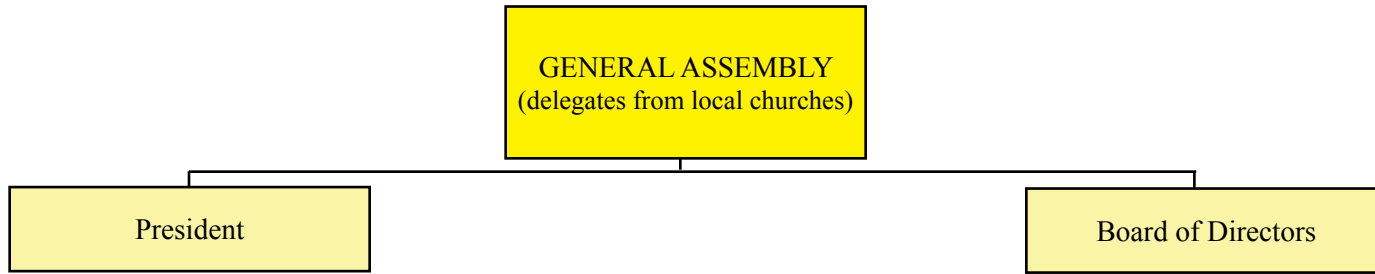 GENERAL ASSEMBLY
(delegates from local churches)
President
Board of Directors